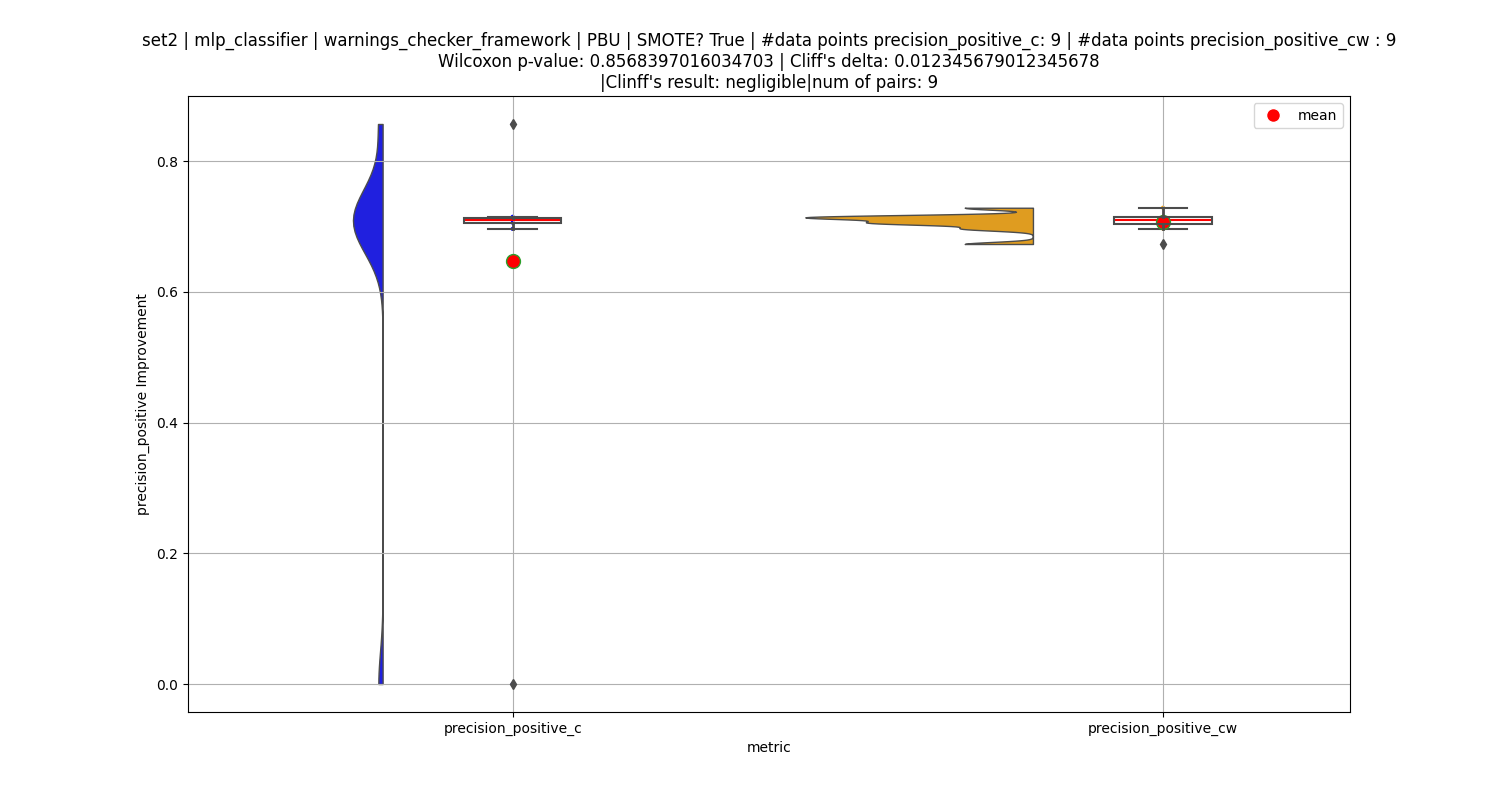 set2 | mlp_classifier | warnings_checker_framework | PBU | SMOTE? True | #data points precision_positive_c: 9 | #data points precision_positive_cw : 9
Wilcoxon p-value: 0.8568397016034703 | Cliff's delta: 0.012345679012345678
|Clinff's result: negligible|num of pairs: 9
mean
0.8
0.6
0.4
0.2
0.0
precision_positive Improvement
precision_positive_c
precision_positive_cw
metric